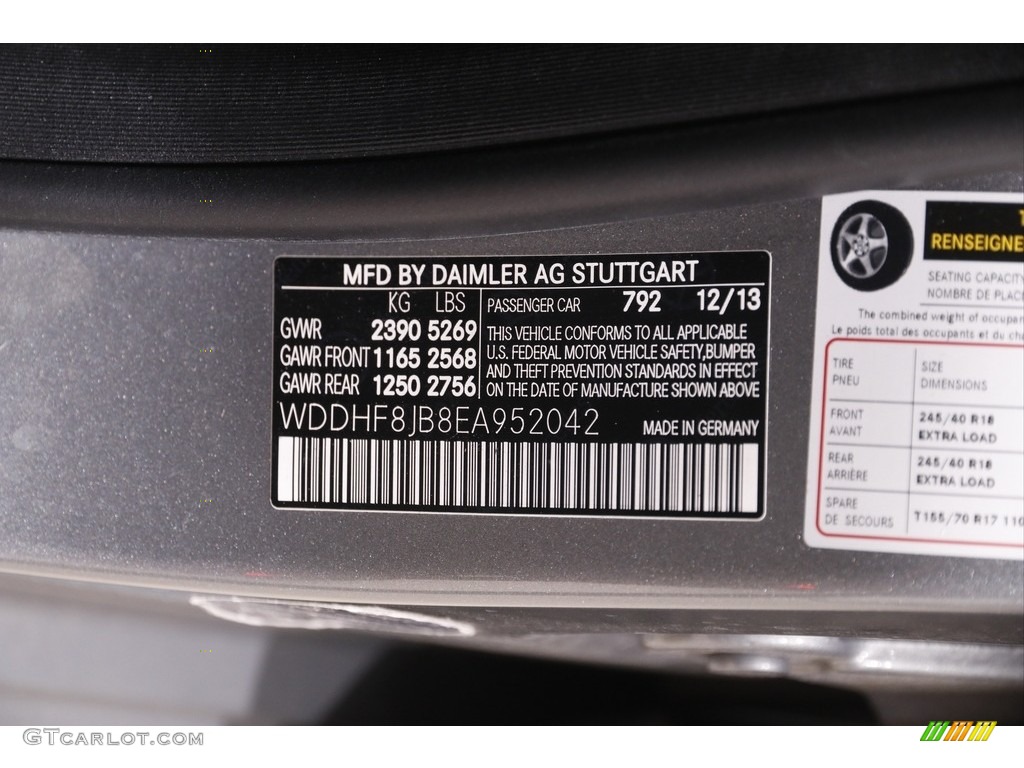 MFD BY DAIMLER AG STUTTGART
KG LBS
GVWR 2390 5269
GAWR FRONT 1165 2568
GAWR REAR 1250 2756
PASSENGER CAR 792 12/13
THIS VEHICLE CONFORMS TO ALL APPLICABLE
U.S. FEDERAL MOTOR VEHICLE SAFETY,BUMPER
AND THEFT PREVENTION STANDARDS IN EFFECT
ON THE DATE OF MANUFACTURE SHOWN ABOVE
WDDHF8JB8EA952042
MADE IN GERMANY
RENSEIGNE
SEATING CAPACITY
NOMBRE DE PLAC
The combined weight of occupan
Le poids total des occupants et du ch
TIRE
PNEU
SIZE
DIMENSIONS
FRONT
AVANT
245/40 R18
EXTRA LOAD
REAR
ARRIÈRE
245/40 R18
EXTRA LOAD
SPARE
DE SECOURS
T155/70 R17 110
GTCarlot.com